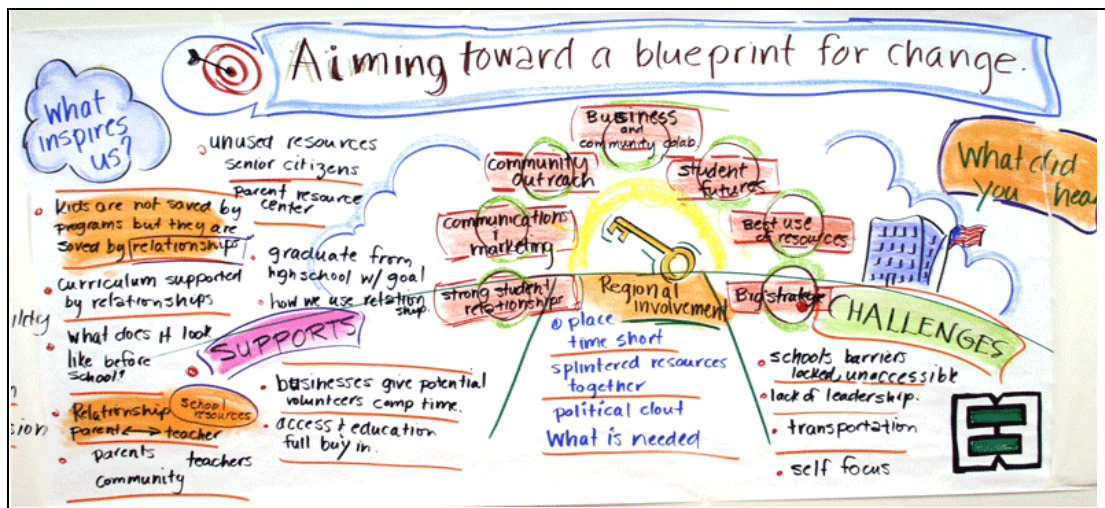 Aiming toward a blueprint for change.
What
inspires
us?
kids are not saved by
programs but they are
saved by relationships
curriculum supported
by relationships
what does it look
like before
school?
Relationship
school
resources
parent ↔ teacher
parents teachers
community
unused resources
senior citizens
parent resource
center
graduate from
highschool w/ goal
how we use relation
ship.
SUPPORTS
businesses give potential
volunteers comp time.
access & education
full buy in.
Business
and
community colab.
community
outreach
student
futures
communications
&
marketing
Best use
of resources
strong student
relationships
Regional
involvement
Big strategy
@ place
time short
splintered resources
together
political clout
What is needed
What did
you hea
CHALLENGES
schools barriers
locked, unaccessible
lack of leadership.
transportation
self focus